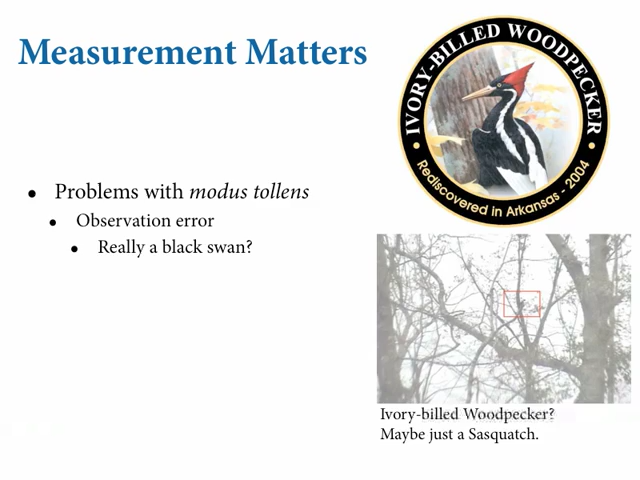 Measurement Matters
IVORY-BILLED WOODPECKER
Rediscovered in Arkansas - 2004
• Problems with modus tollens
• Observation error
• Really a black swan?
Ivory-billed Woodpecker?
Maybe just a Sasquatch.